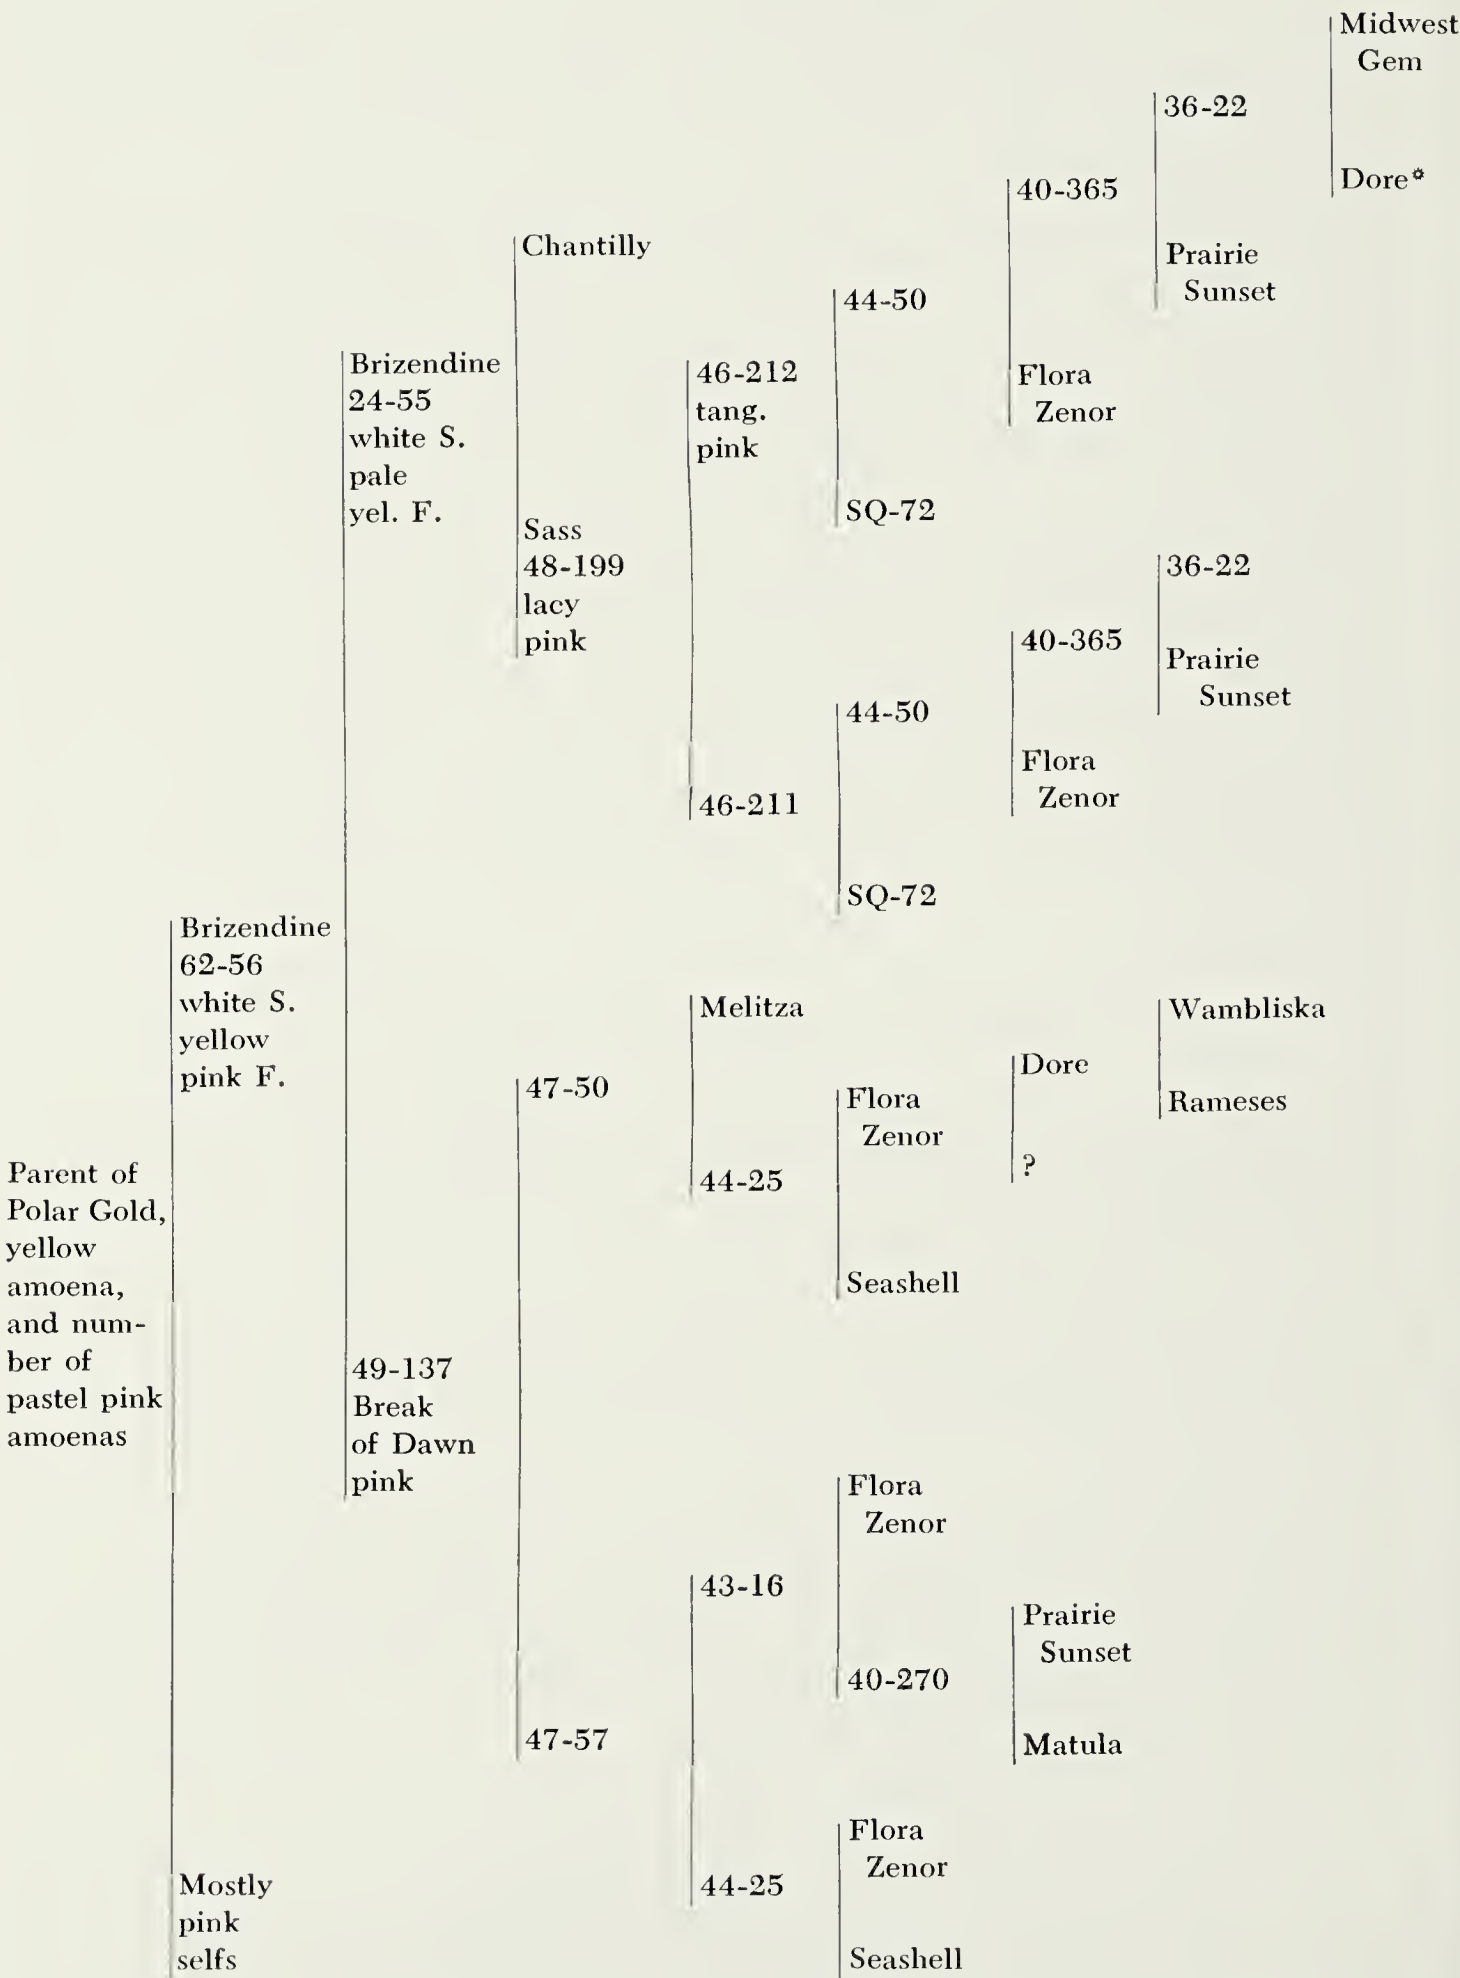 Parent of
Polar Gold,
yellow
amoena,
and num-
ber of
pastel pink
amoenas
Brizendine
62-56
white S.
yellow
pink F.
Mostly
pink
selfs
Brizendine
24-55
white S.
pale
yel. F.
49-137
Break
of Dawn
pink
Chantilly
Sass
48-199
lacy
pink
47-50
47-57
46-212
tang.
pink
46-211
Melitza
44-25
43-16
44-25
44-50
SQ-72
44-50
SQ-72
Flora
Zenor
Seashell
Flora
Zenor
40-270
Flora
Zenor
Seashell
40-365
Flora
Zenor
40-365
Flora
Zenor
Dore
?
Prairie
Sunset
Matula
36-22
Prairie
Sunset
36-22
Prairie
Sunset
Wambliska
Rameses
Midwest
Gem
Dore*